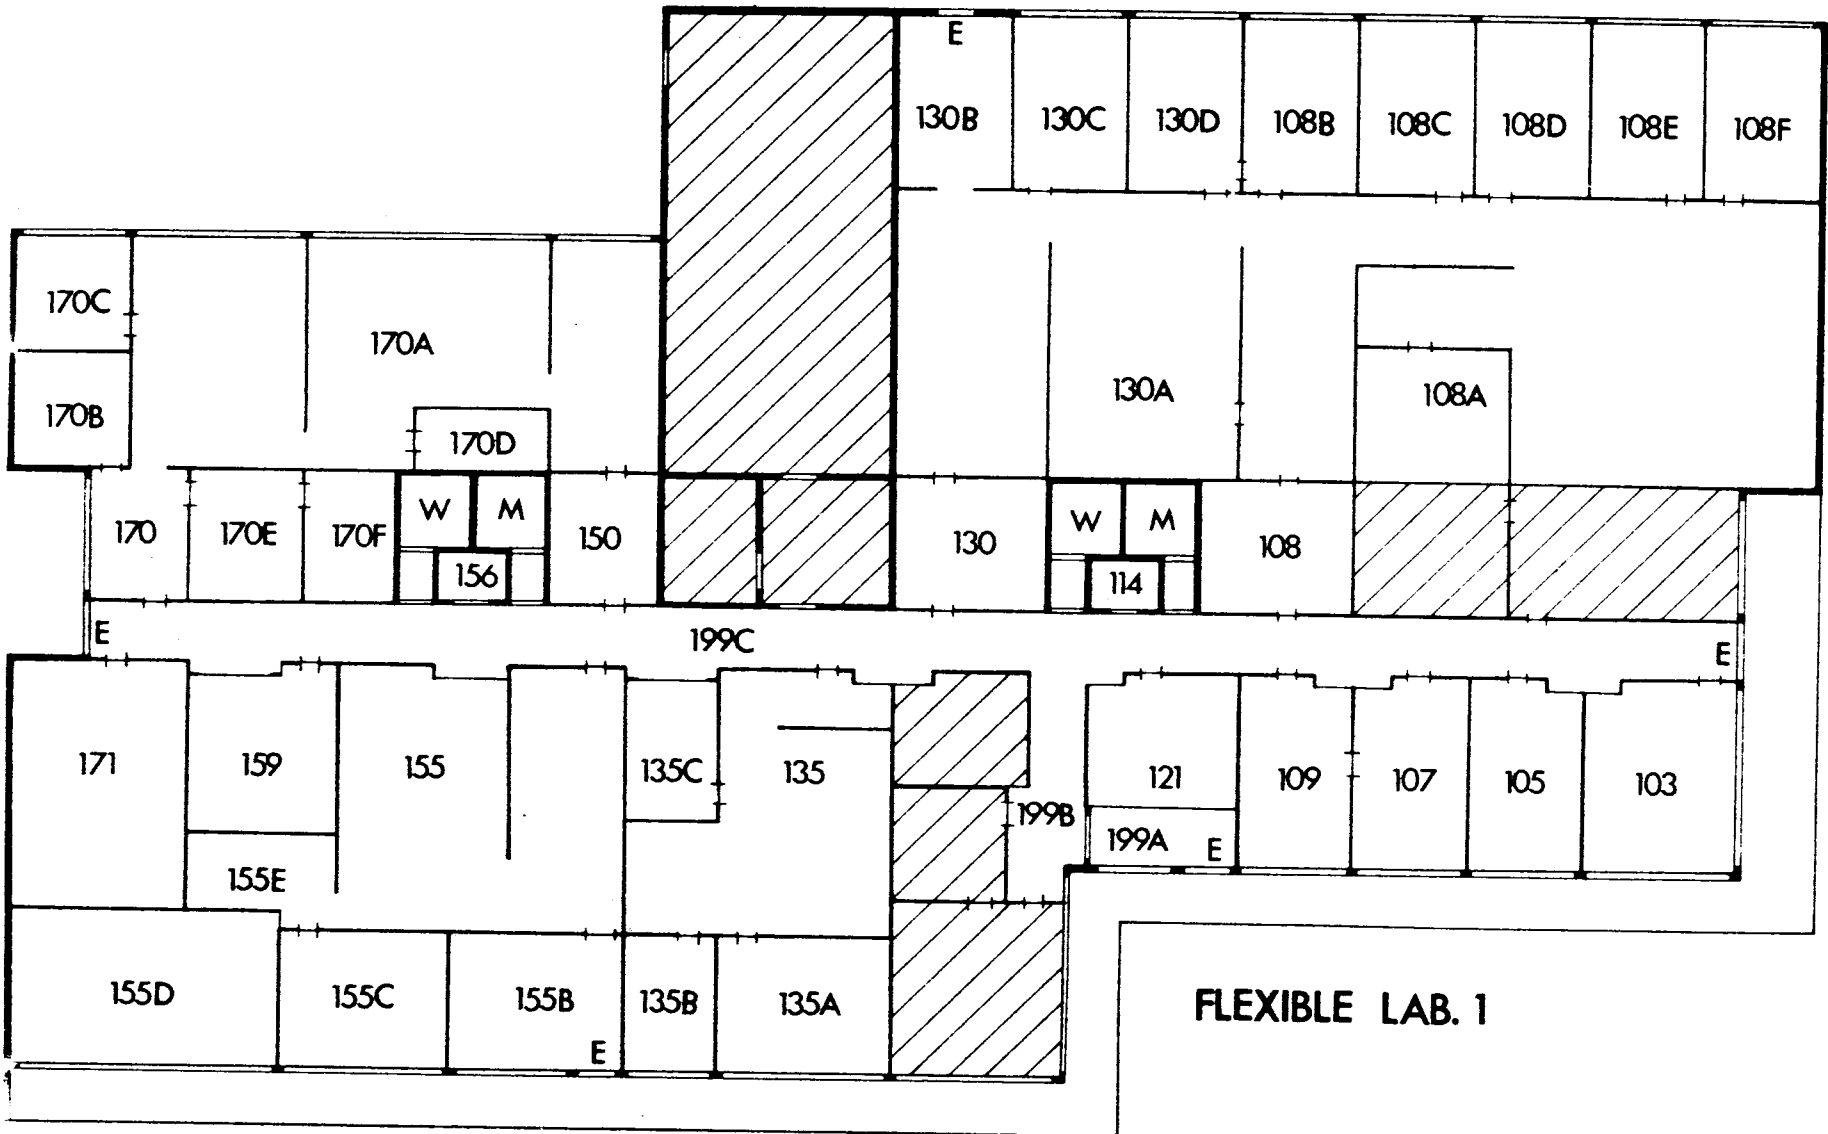 E
130B 130C 130D 108B 108C 108D 108E 108F
170C
170A
130A
108A
170B
170D
170 170E 170F W M 150 130 W M 108
156
114
E
199C
E
171 159 155 135C 135 121 109 107 105 103
199B
199A E
155E
155D 155C 155B 135B 135A
E
FLEXIBLE LAB. 1